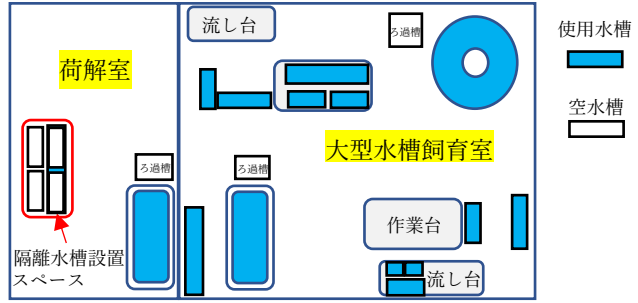 流し台
ろ過槽
使用水槽
荷解室
空水槽
大型水槽飼育室
ろ過槽
ろ過槽
作業台
隔離水槽設置
スペース
流し台